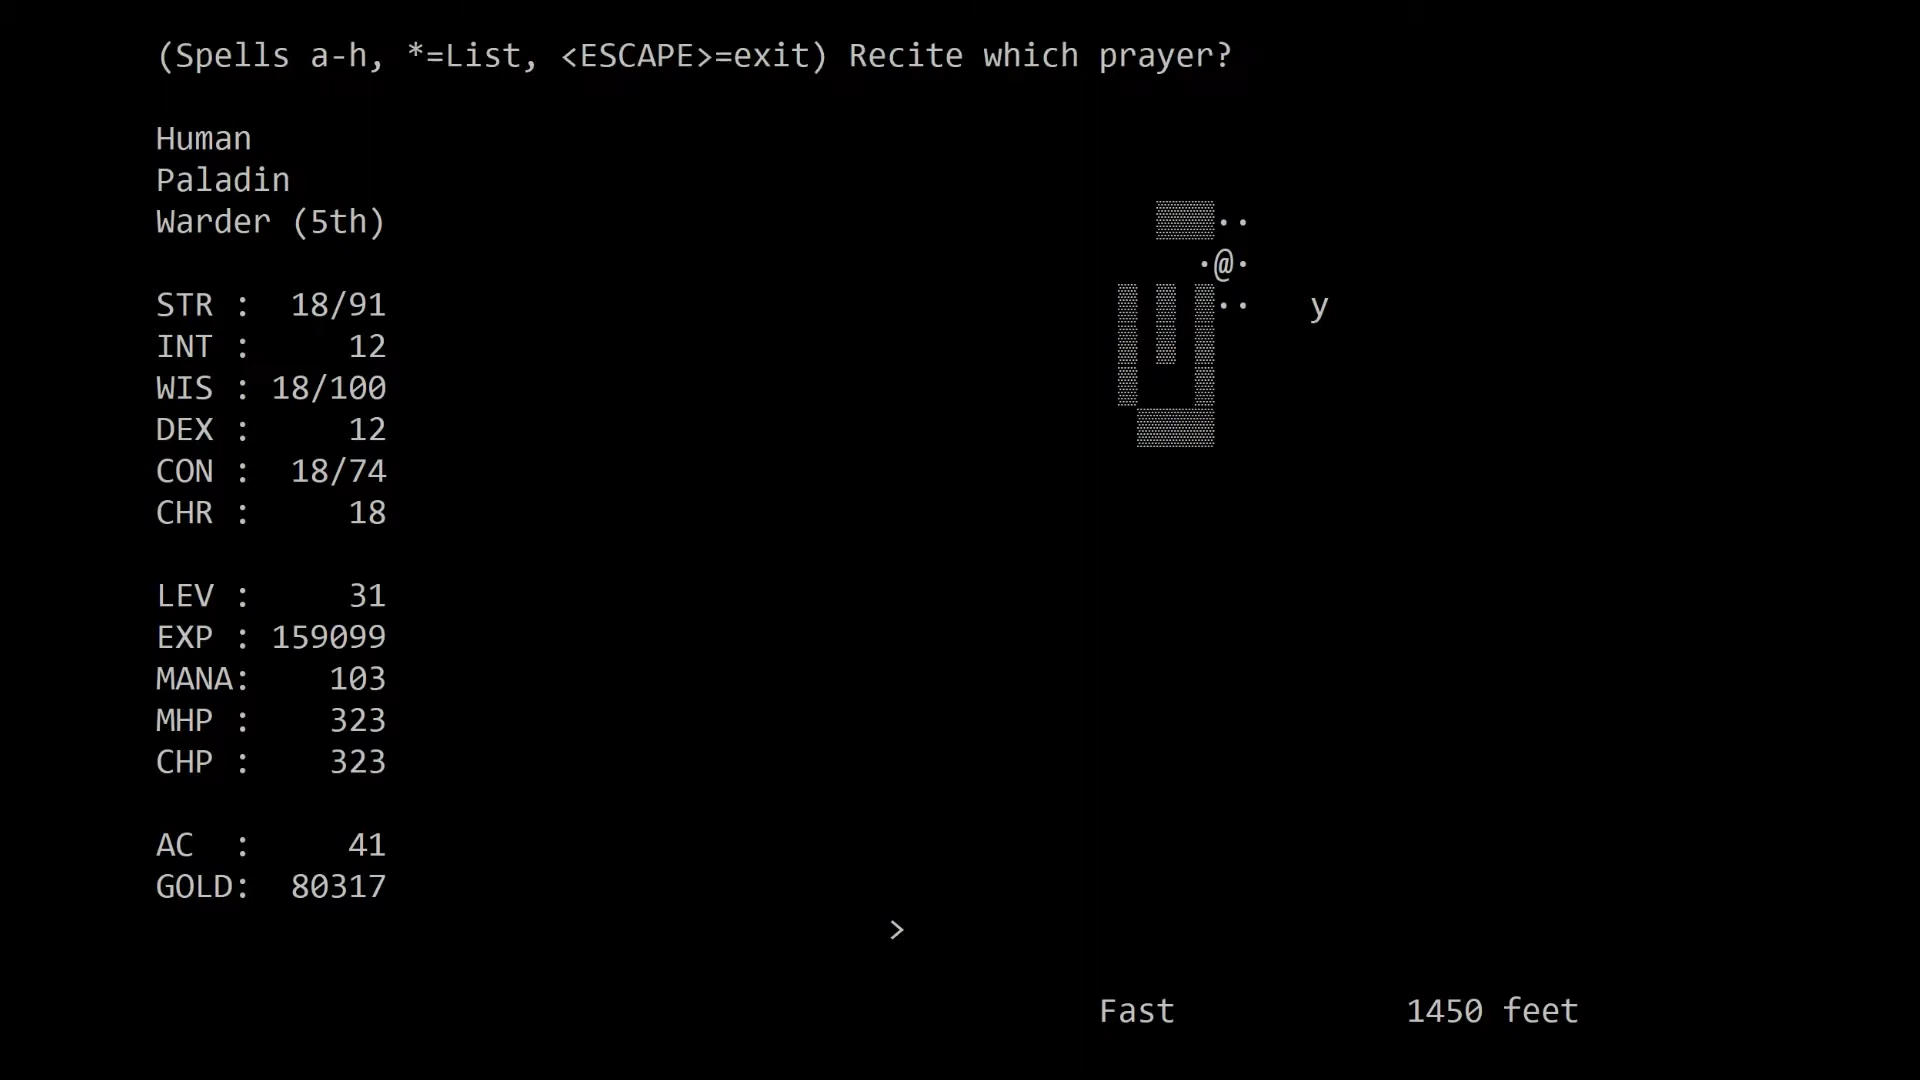 (Spells a-h, *=List, <ESCAPE>=exit) Recite which prayer?
Human
Paladin
Warder (5th)
··
·@·
·· y
STR : 18/91
INT : 12
WIS : 18/100
DEX : 12
CON : 18/74
CHR : 18
LEV : 31
EXP : 159099
MANA: 103
MHP : 323
CHP : 323
AC : 41
GOLD: 80317
>
Fast 1450 feet